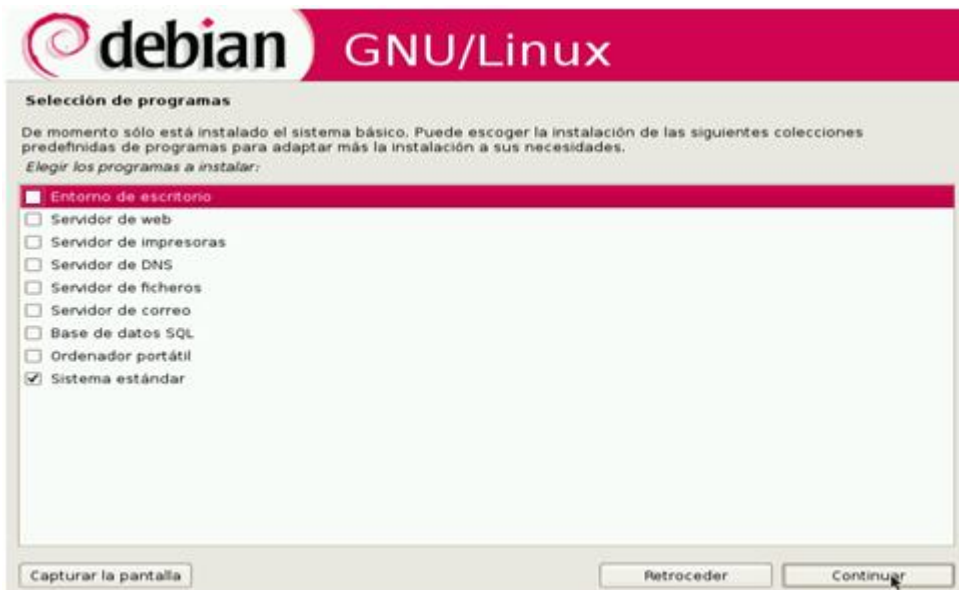 debian GNU/Linux
Selección de programas
De momento sólo está instalado el sistema básico. Puede escoger la instalación de las siguientes colecciones
predefinidas de programas para adaptar más la instalación a sus necesidades.
Elegir los programas a instalar:
Entorno de escritorio
Servidor de web
Servidor de impresoras
Servidor de DNS
Servidor de ficheros
Servidor de correo
Base de datos SQL
Ordenador portátil
Sistema estándar
Capturar la pantalla Retroceder Continuar